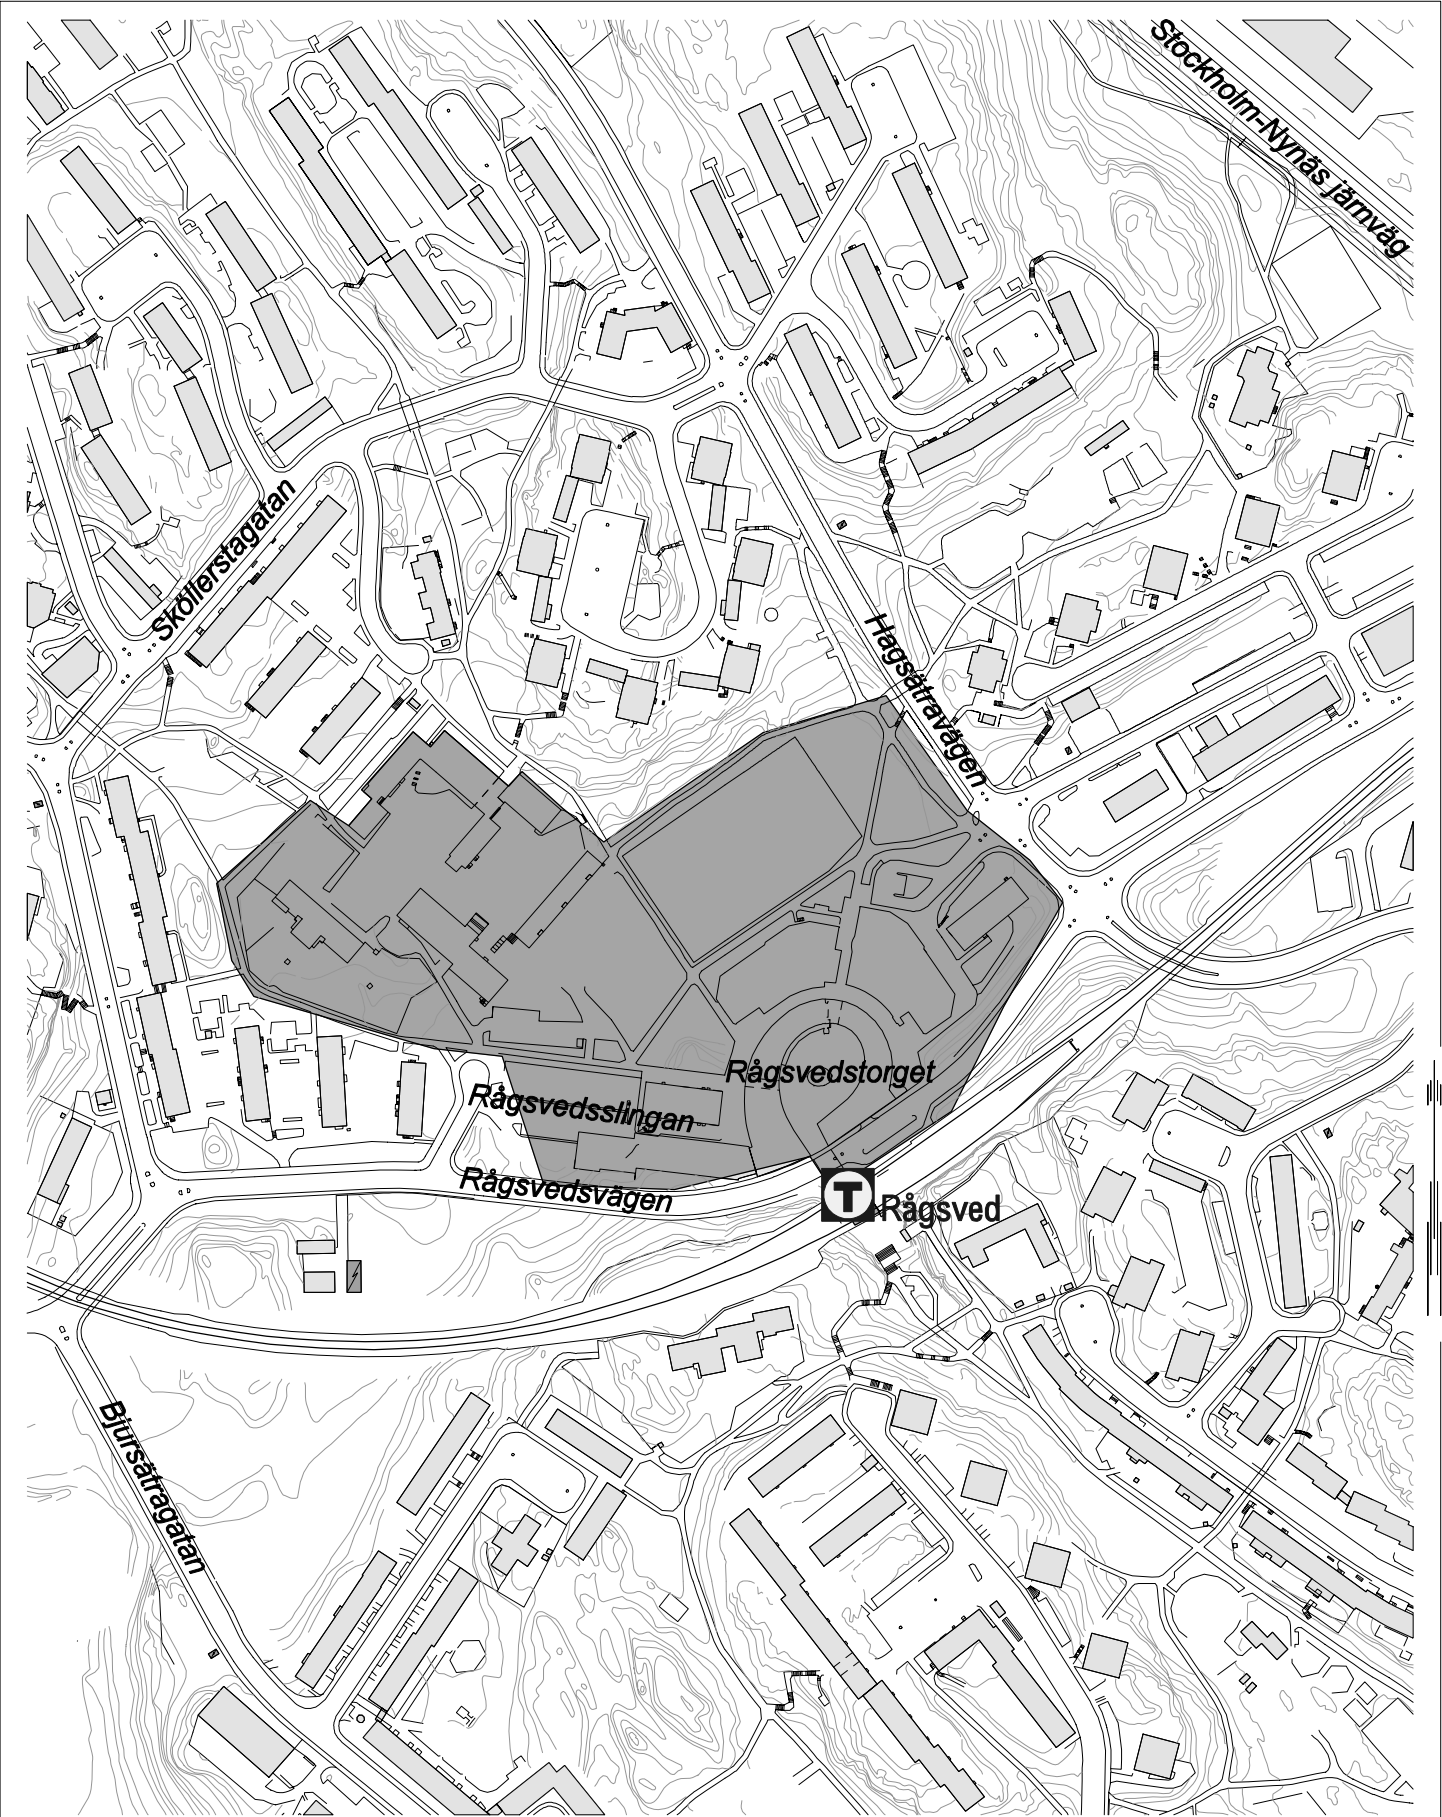 Stockholm-Nynäs järnväg
Sköllerstagatan
Hagsätravägen
Rågsvedstorget
Rågsvedsslingan
Rågsvedsvägen
T Rågsved
Bjursätragatan